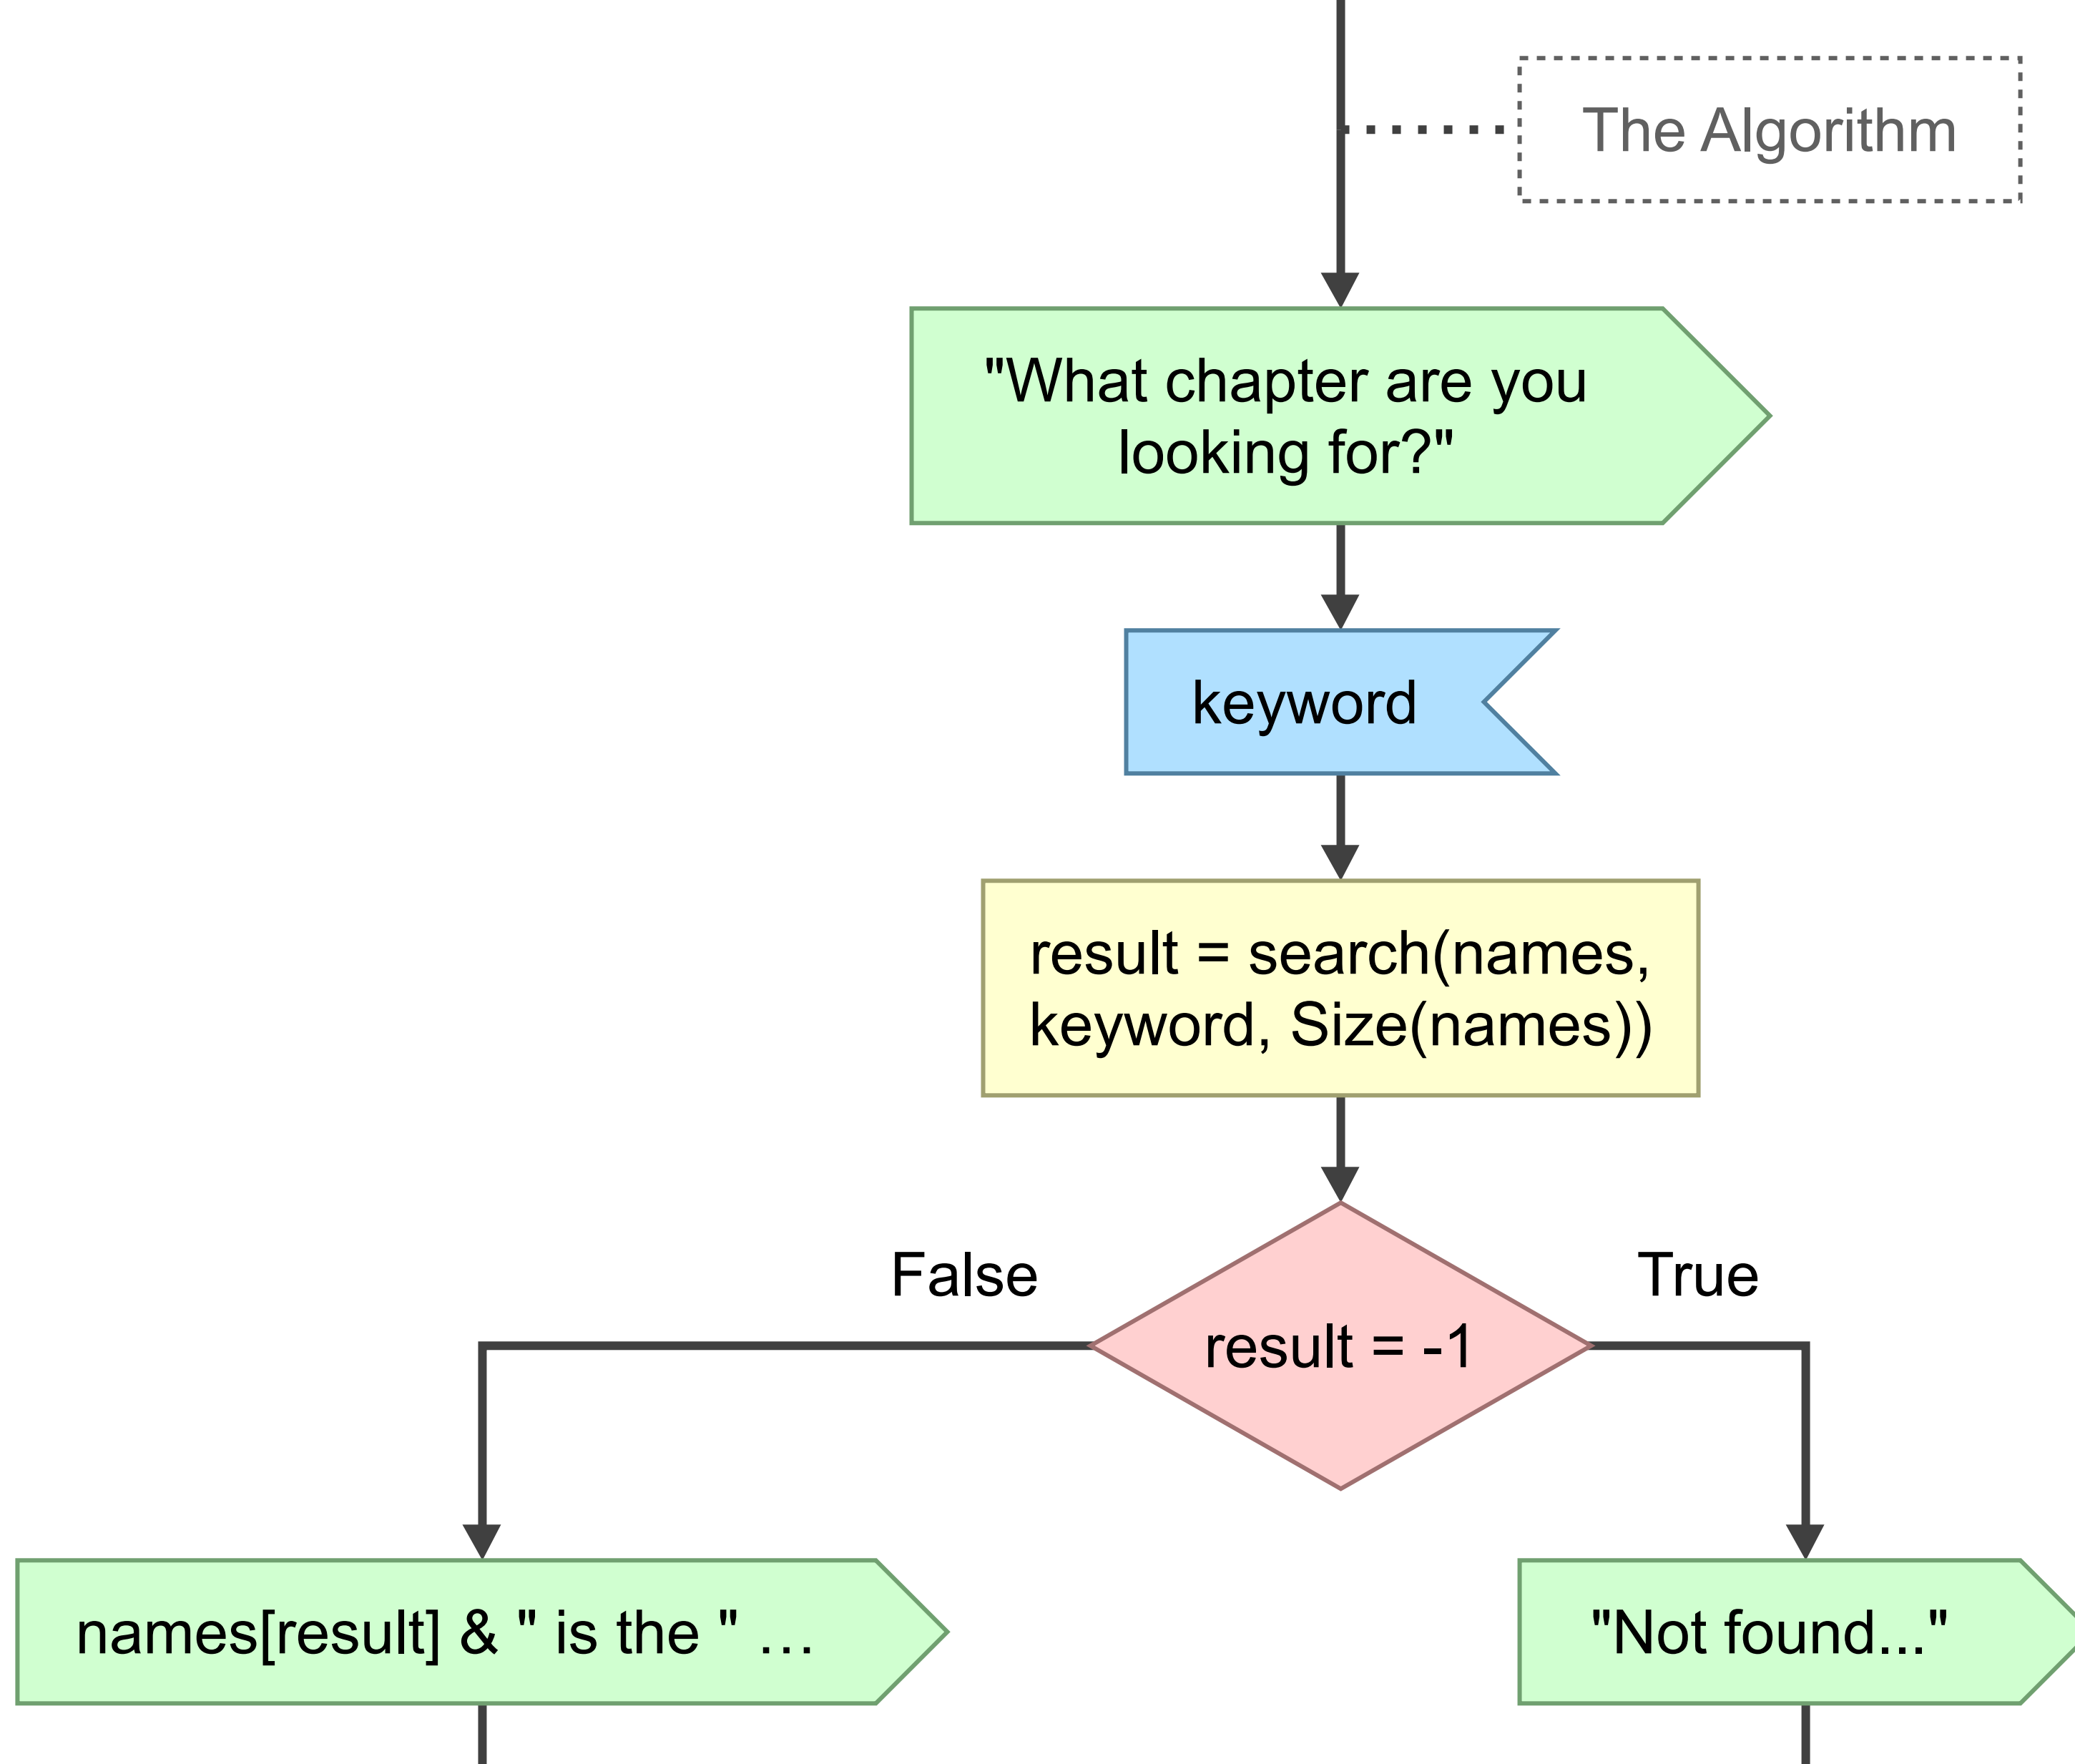 The Algorithm
"What chapter are you
looking for?"
keyword
result = search(names,
keyword, Size(names))
False
True
result = -1
names[result] & " is the " ...
"Not found..."